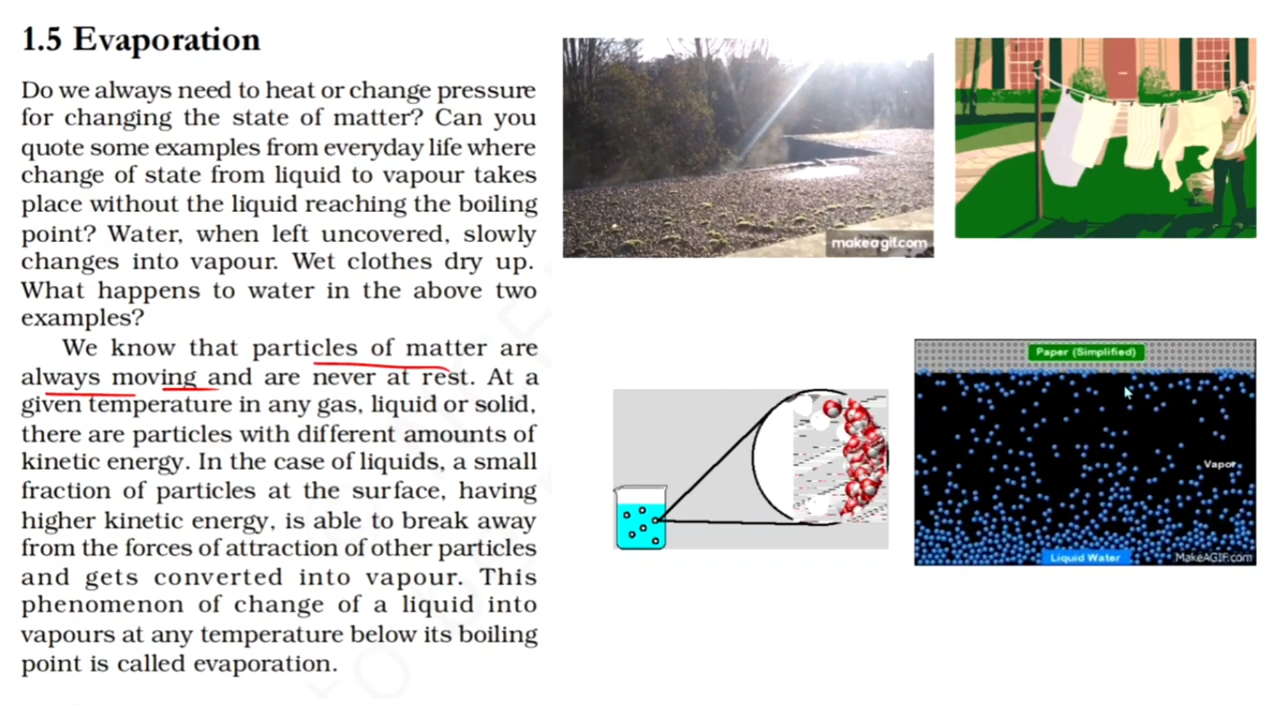 1.5 Evaporation
Do we always need to heat or change pressure
for changing the state of matter? Can you
quote some examples from everyday life where
change of state from liquid to vapour takes
place without the liquid reaching the boiling
point? Water, when left uncovered, slowly
changes into vapour. Wet clothes dry up.
What happens to water in the above two
examples?
We know that particles of matter are
always moving and are never at rest. At a
given temperature in any gas, liquid or solid,
there are particles with different amounts of
kinetic energy. In the case of liquids, a small
fraction of particles at the surface, having
higher kinetic energy, is able to break away
from the forces of attraction of other particles
and gets converted into vapour. This
phenomenon of change of a liquid into
vapours at any temperature below its boiling
point is called evaporation.
makeagif.com
Paper (Simplified)
Vapor
Liquid Water
MakeAGIF.com